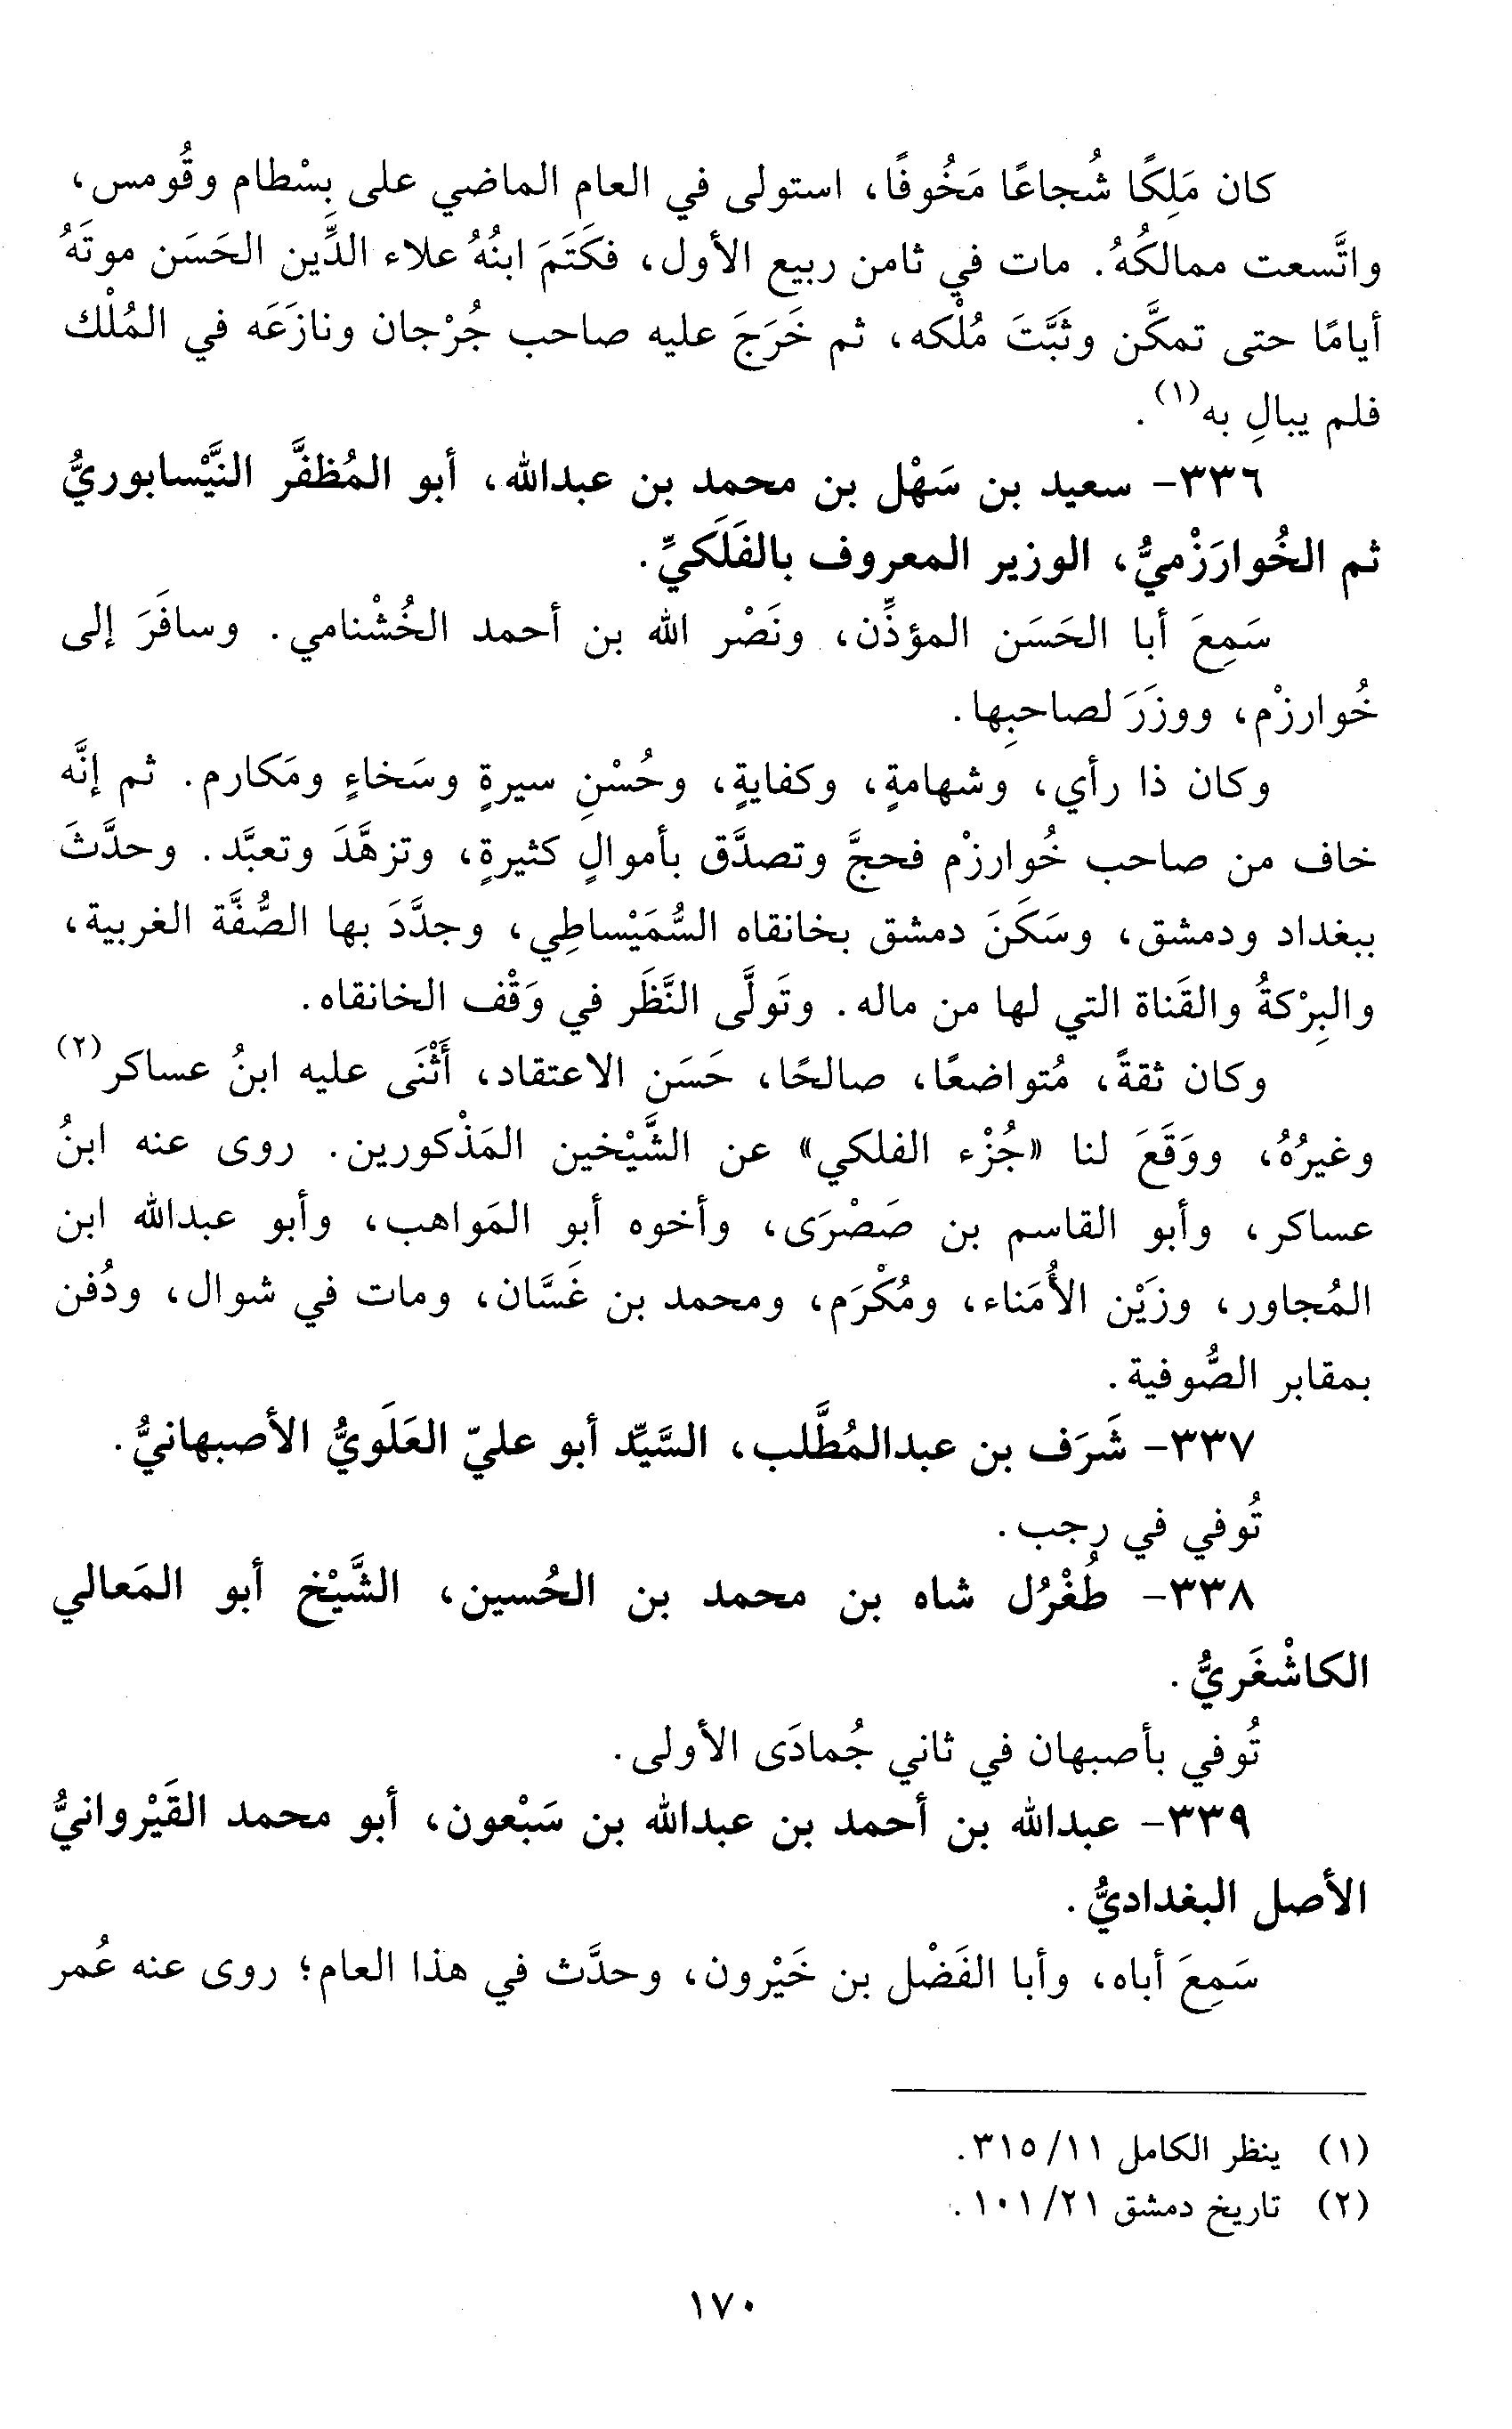 كان مَلِكًا شُجاعًا مَخُوفًا، استولى في العام الماضي على بِسْطام وقُومس،
واتَّسعت ممالكُهُ. مات في ثامن ربيع الأول، فكَتَمَ ابنُهُ علاء الدِّين الحَسَن موتَهُ
أيامًا حتى تمكَّن وثَبَّتَ مُلْكه، ثم خَرَجَ عليه صاحب جُرْجان ونازَعَه في المُلْك
فلم يبالِ به(١).
٣٣٦- سعيد بن سَهْل بن محمد بن عبدالله، أبو المُظفَّر النَّيْسابوريُّ
ثم الخُوارَزْميُّ، الوزير المعروف بالفَلَكيِّ.
سَمِعَ أبا الحَسَن المؤذِّن، ونَصْر الله بن أحمد الخُشْنامي. وسافَرَ إلى
خُوارزْم، ووزَرَ لصاحبِها.
وكان ذا رأي، وشهامةٍ، وكفايةٍ، وحُسْنِ سيرةٍ وسَخاءٍ ومَكارم. ثم إنَّه
خاف من صاحب خُوارزْم فحجَّ وتصدَّق بأموالٍ كثيرةٍ، وتزهَّدَ وتعبَّد. وحدَّثَ
ببغداد ودمشق، وسَكَنَ دمشق بخانقاه السُّمَيْساطِي، وجدَّدَ بها الصُّفَّة الغربية،
والبِرْكةُ والقَناة التي لها من ماله. وتَولَّى النَّظَر في وَقْف الخانقاه.
وكان ثقةً، مُتواضعًا، صالحًا، حَسَن الاعتقاد، أَثْنَى عليه ابنُ عساكر(٢)
وغيرُهُ، ووَقَعَ لنا «جُزْء الفلكي» عن الشَّيْخين المَذْكورين. روى عنه ابنُ
عساكر، وأبو القاسم بن صَصْرَى، وأخوه أبو المَواهب، وأبو عبدالله ابن
المُجاور، وزَيْن الأُمَناء، ومُكْرَم، ومحمد بن غَسَّان، ومات في شوال، ودُفن
بمقابر الصُّوفية.
٣٣٧- شَرَف بن عبدالمُطَّلب، السَّيِّد أبو عليّ العَلَويُّ الأصبهانيُّ.
تُوفي في رجب.
٣٣٨- طُغْرُل شاه بن محمد بن الحُسين، الشَّيْخ أبو المَعالي
الكاشْغَريُّ.
تُوفي بأصبهان في ثاني جُمادَى الأولى.
٣٣٩- عبدالله بن أحمد بن عبدالله بن سَبْعون، أبو محمد القَيْروانيُّ
الأصل البغداديُّ.
سَمِعَ أباه، وأبا الفَضْل بن خَيْرون، وحدَّث في هذا العام؛ روى عنه عُمر
(١) ينظر الكامل ١١/ ٣١٥.
(٢) تاريخ دمشق ٢١/ ١٠١.
١٧٠